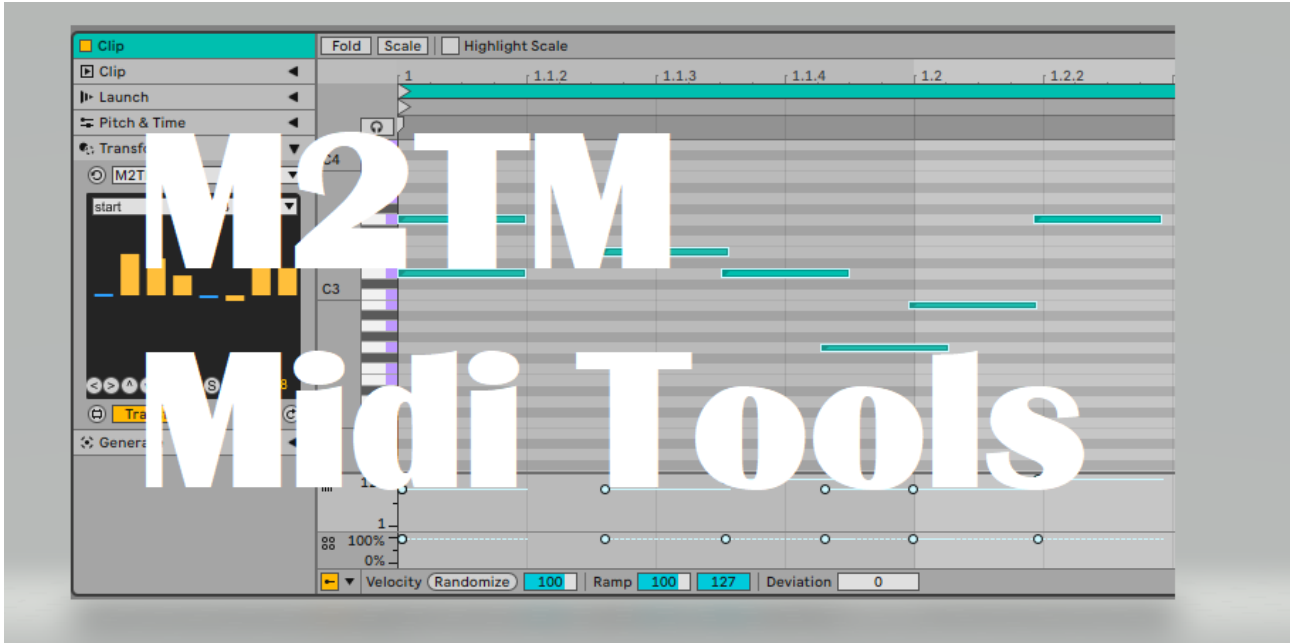 Clip
Fold Scale Highlight Scale
Clip
1 1.1.2 1.1.3 1.1.4 1.2 1.2.2
Launch
Pitch & Time
C4
start
M2TM
C3
S 8
Midi Tools
1
100%
0%
Velocity Randomize 100 Ramp 100 127 Deviation 0